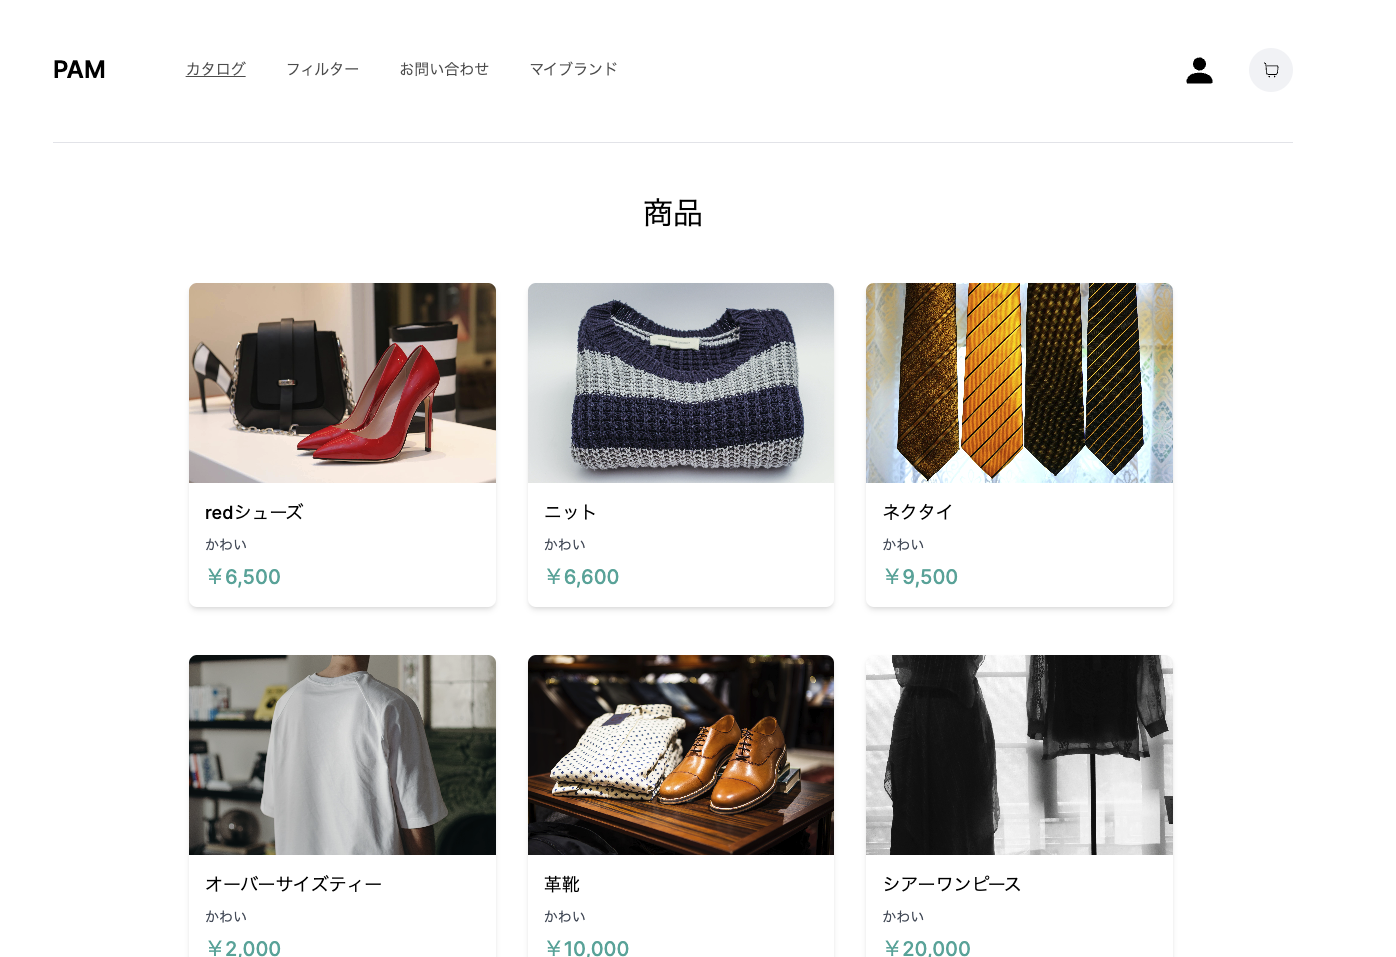 PAM
カタログ
フィルター
お問い合わせ
マイブランド
商品
redシューズ
かわい
￥6,500
ニット
かわい
￥6,600
ネクタイ
かわい
￥9,500
オーバーサイズティー
かわい
￥2,000
革靴
かわい
￥10,000
シアーワンピース
かわい
￥20,000